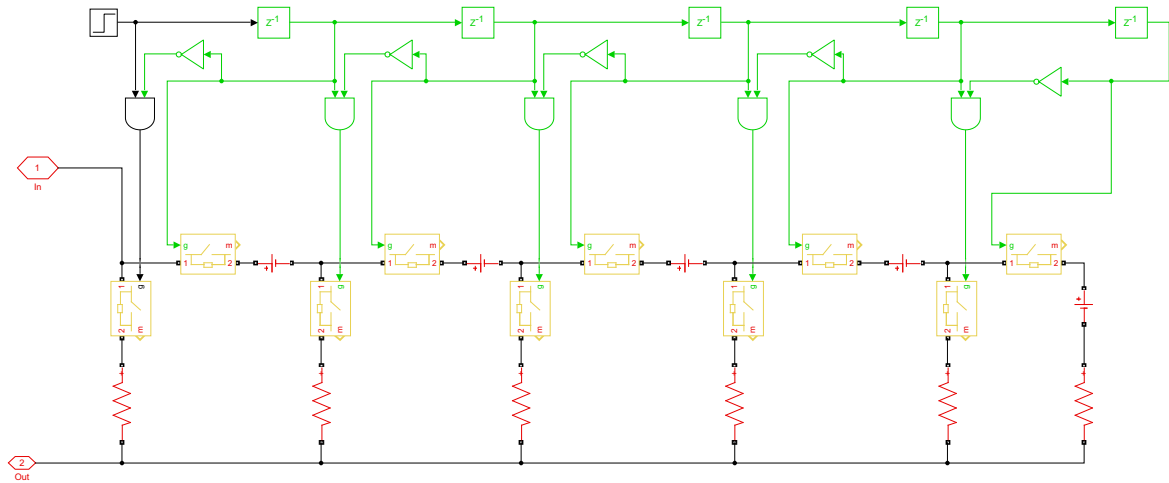 z-1 z-1 z-1 z-1 z-1
1
In
g m g m g m g m g m
1 2 1 2 1 2 1 2 1 2
+ + + +
1 g 1 g 1 g 1 g 1 g
+
2 m 2 m 2 m 2 m 2 m
+ + + + + +
2
Out